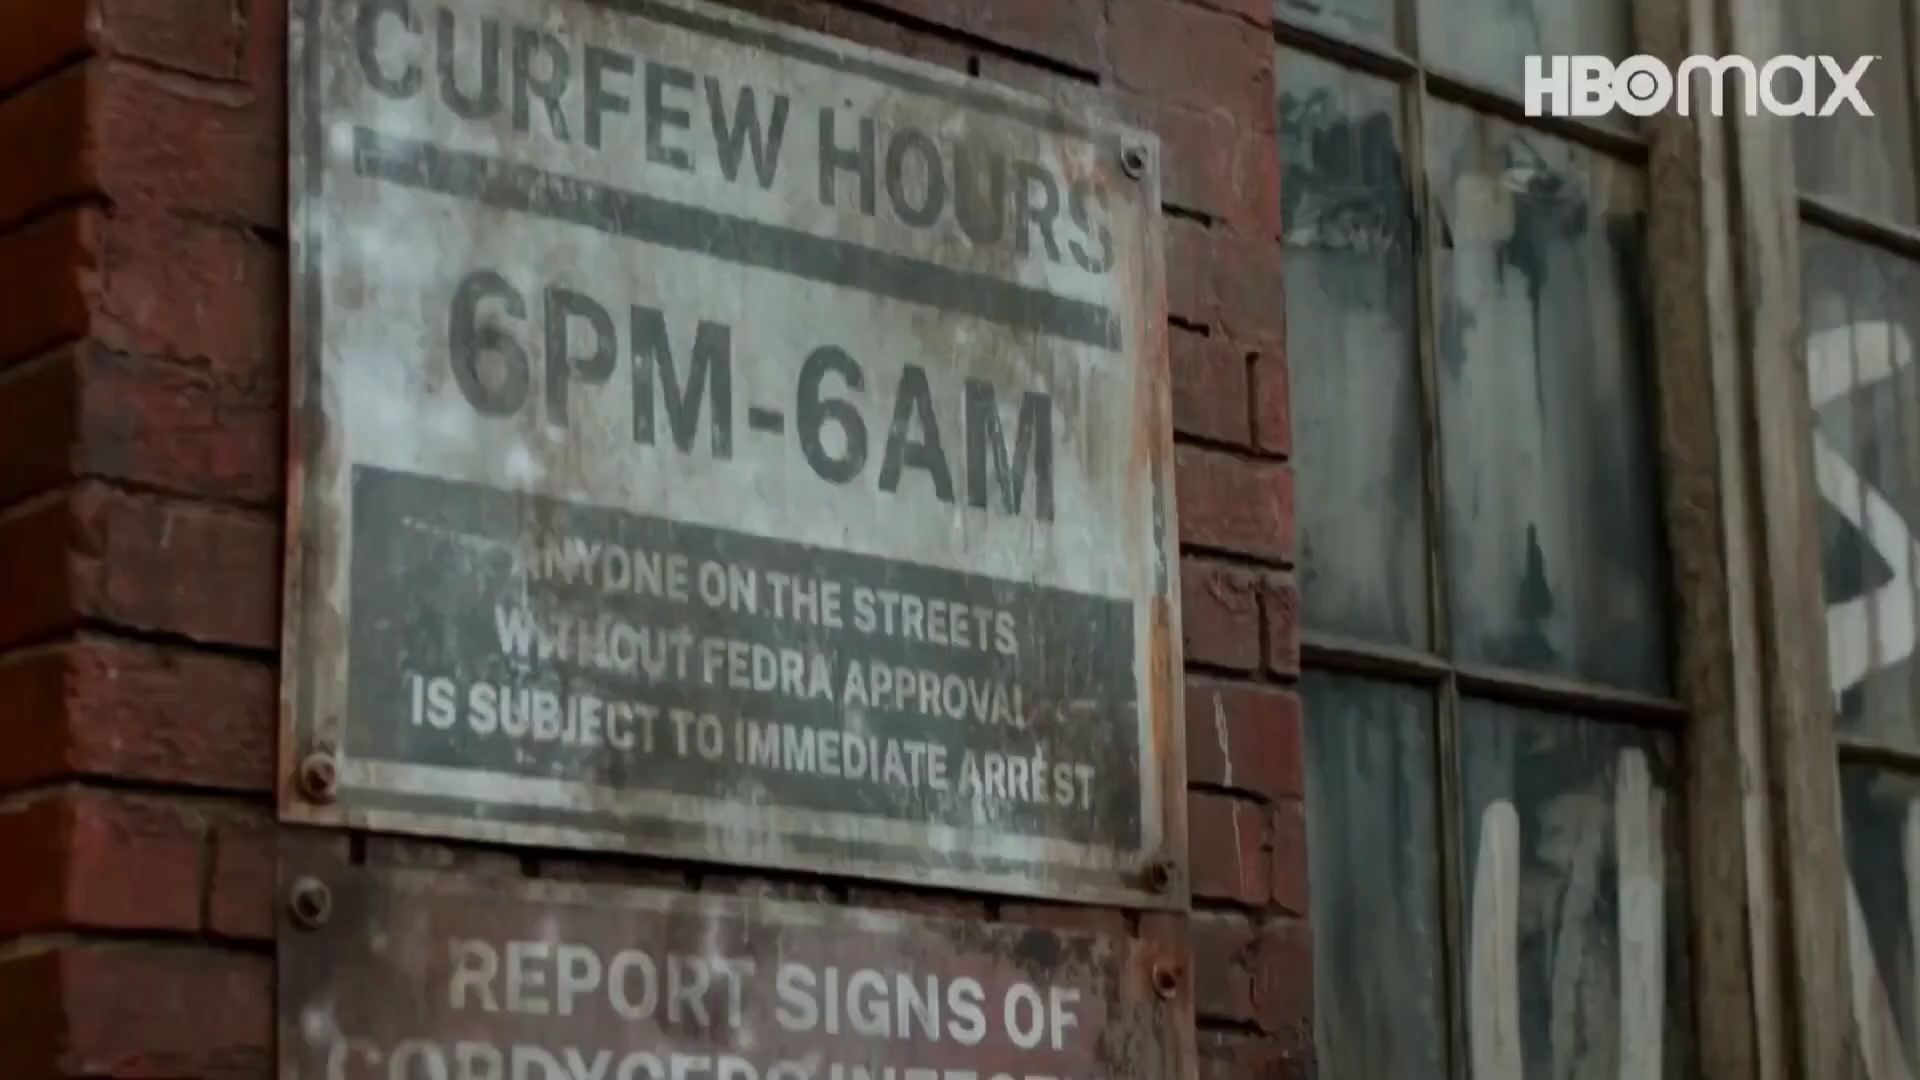 HBOMAX
CURFEW HOURS
6PM-6AM
ANYONE ON THE STREETS
WITHOUT FEDRA APPROVAL
IS SUBJECT TO IMMEDIATE ARREST
REPORT SIGNS OF
CORDYCEPS